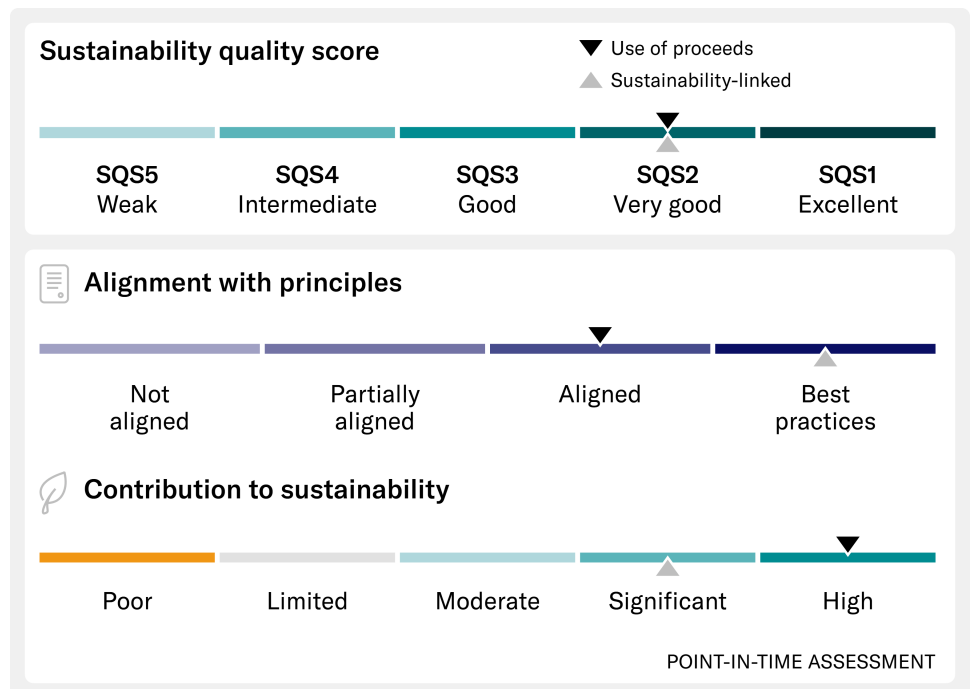 Sustainability quality score
Use of proceeds
Sustainability-linked
SQS5 SQS4 SQS3 SQS2 SQS1
Weak Intermediate Good Very good Excellent
Alignment with principles
Not aligned
Partially aligned
Aligned
Best practices
Contribution to sustainability
Poor Limited Moderate Significant High
POINT-IN-TIME ASSESSMENT